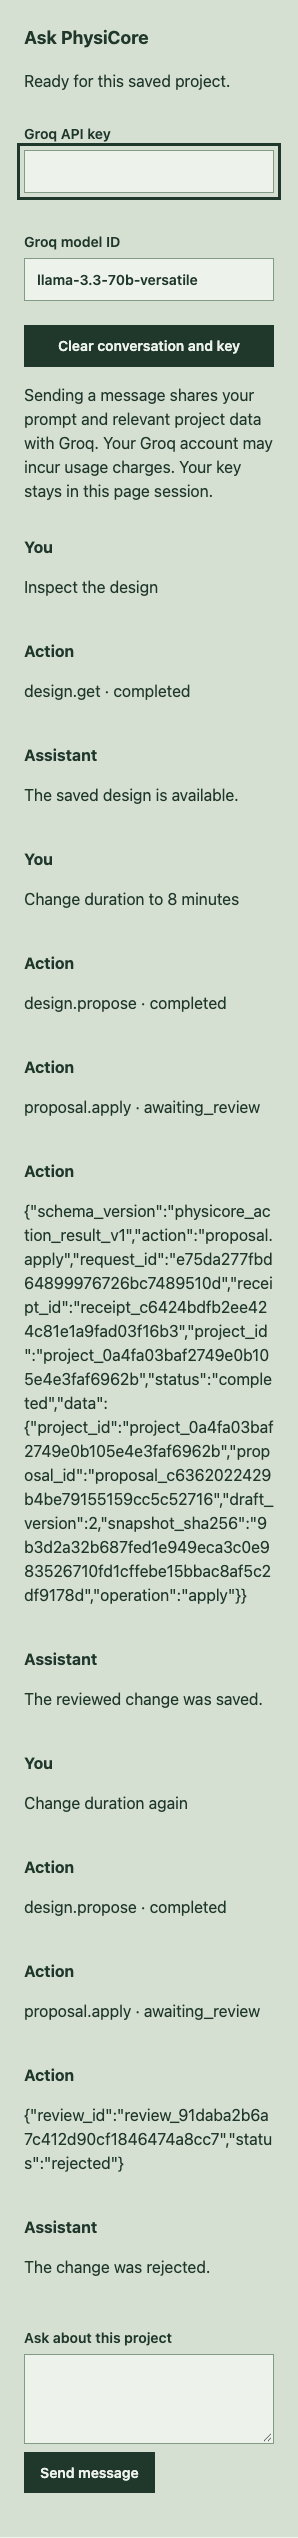 Ask PhysiCore
Ready for this saved project.
Groq API key
Groq model ID
llama-3.3-70b-versatile
Clear conversation and key
Sending a message shares your
prompt and relevant project data
with Groq. Your Groq account may
incur usage charges. Your key
stays in this page session.
You
Inspect the design
Action
design.get · completed
Assistant
The saved design is available.
You
Change duration to 8 minutes
Action
design.propose · completed
Action
proposal.apply · awaiting_review
Action
{"schema_version":"physicore_ac
tion_result_v1","action":"proposal.
apply","request_id":"e75da277fbd
64899976726bc7489510d","recei
pt_id":"receipt_c6424bdfb2ee42
4c81e1a9fad03f16b3","project_id
":"project_0a4fa03baf2749e0b10
5e4e3faf6962b","status":"comple
ted","data":
{"project_id":"project_0a4fa03baf
2749e0b105e4e3faf6962b","prop
osal_id":"proposal_c6362022429
b4be79155159cc5c52716","draft_
version":2,"snapshot_sha256":"9
b3d2a32b687fed1e949eca3c0e9
83526710fd1cffebe15bbac8af5c2
df9178d","operation":"apply"}}
Assistant
The reviewed change was saved.
You
Change duration again
Action
design.propose · completed
Action
proposal.apply · awaiting_review
Action
{"review_id":"review_91daba2b6a
7c412d90cf1846474a8cc7","statu
s":"rejected"}
Assistant
The change was rejected.
Ask about this project
Send message